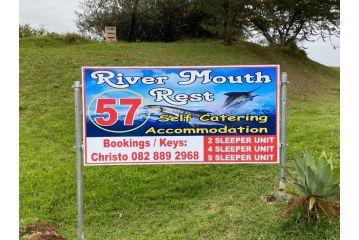 River Mouth
Rest
57
Self Catering
Accommodation
Bookings / Keys:
Christo 082 889 2968
2 SLEEPER UNIT
4 SLEEPER UNIT
9 SLEEPER UNIT